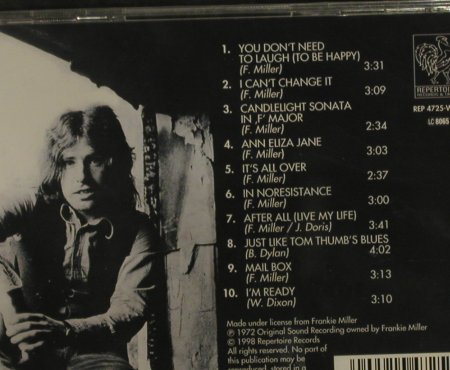 1. YOU DON'T NEED
TO LAUGH (TO BE HAPPY)
(F. Miller) 3:31
2. I CAN'T CHANGE IT
(F. Miller) 3:09
3. CANDLELIGHT SONATA
IN ‚F' MAJOR
(F. Miller) 2:34
4. ANN ELIZA JANE
(F. Miller) 3:03
5. IT'S ALL OVER
(F. Miller) 2:37
6. IN NORESISTANCE
(F. Miller) 3:00
7. AFTER ALL (LIVE MY LIFE)
(F. Miller / J. Doris) 3:41
8. JUST LIKE TOM THUMB'S BLUES
(B. Dylan) 4:02
9. MAIL BOX
(F. Miller) 3:13
10. I'M READY
(W. Dixon) 3:10
REPERTOIRE
REP 4725-W
LC 8065
Made under license from Frankie Miller
℗ 1972 Original Sound Recording owned by Frankie Miller
© 1998 Repertoire Records
All rights reserved. No part of
this publication may be
reproduced, stored in a